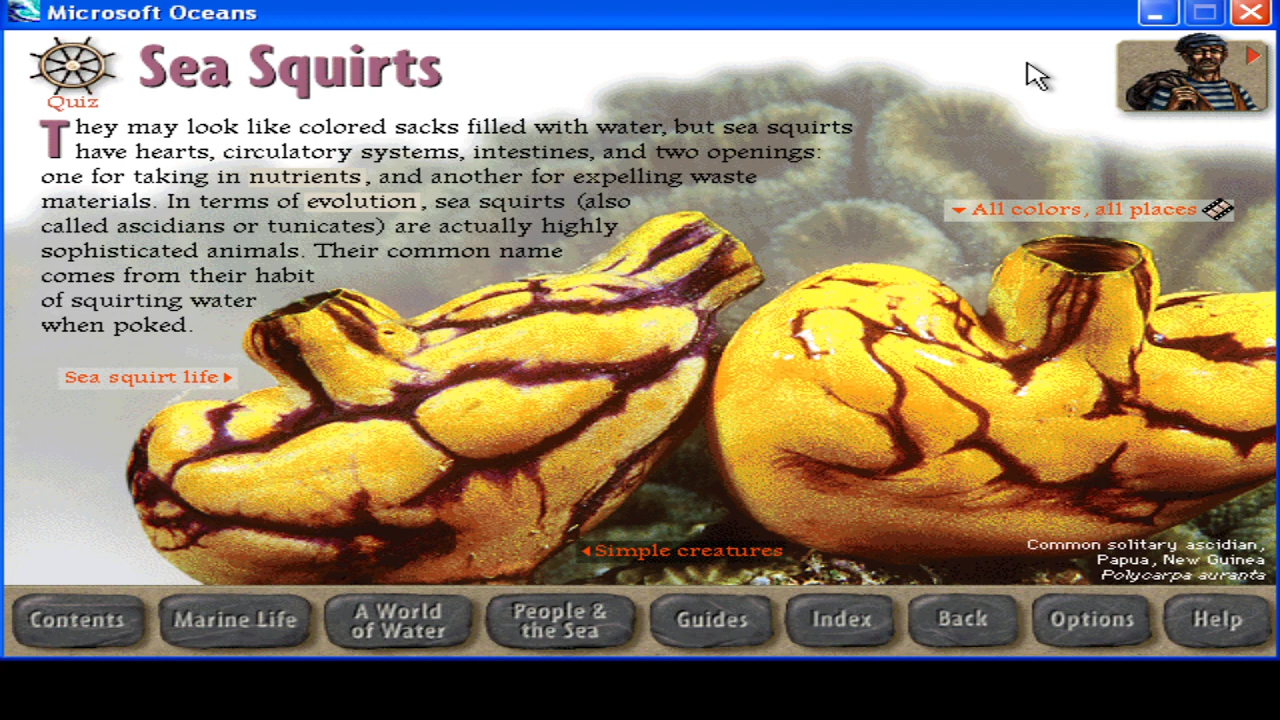 Microsoft Oceans
Sea Squirts
Quiz
They may look like colored sacks filled with water, but sea squirts
have hearts, circulatory systems, intestines, and two openings:
one for taking in nutrients, and another for expelling waste
materials. In terms of evolution, sea squirts (also
called ascidians or tunicates) are actually highly
sophisticated animals. Their common name
comes from their habit
of squirting water
when poked.
All colors, all places
Sea squirt life
Simple creatures
Common solitary ascidian,
Papua, New Guinea
Polycarpa auranta
Contents
Marine Life
A World
of Water
People &
the Sea
Guides
Index
Back
Options
Help